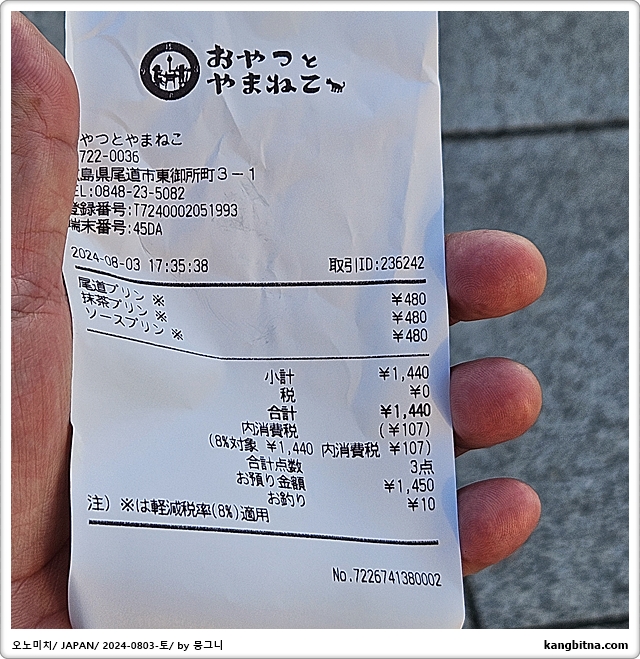 おやつと
やまねこ
やつとやまねこ
722-0036
島県尾道市東御所町3-1
EL:0848-23-5082
登録番号:T7240002051993
端末番号:45DA
2024-08-03 17:35:38 取引ID:236242
尾道プリン ※ ¥480
抹茶プリン ※ ¥480
ソースプリン ※ ¥480
小計 ¥1,440
税 ¥0
合計 ¥1,440
内消費税 (¥107)
(8%対象 ¥1,440 内消費税 ¥107)
合計点数 3点
お預り金額 ¥1,450
お釣り ¥10
注) ※は軽減税率(8%)適用
No.7226741380002
오노미치/ JAPAN/ 2024-0803-토/ by 뭉그니
kangbitna.com